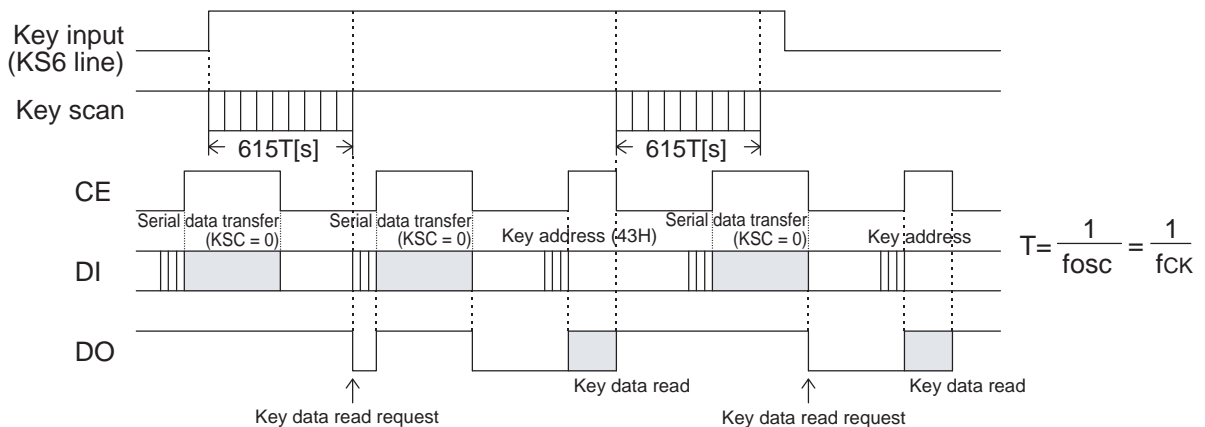 Key input
(KS6 line)
Key scan
615T[s]
615T[s]
CE
Serial data transfer
(KSC = 0)
Serial data transfer
(KSC = 0)
Key address (43H)
Serial data transfer
(KSC = 0)
Key address
DI
T= 1/fosc = 1/fCK
DO
Key data read
Key data read
Key data read request
Key data read request